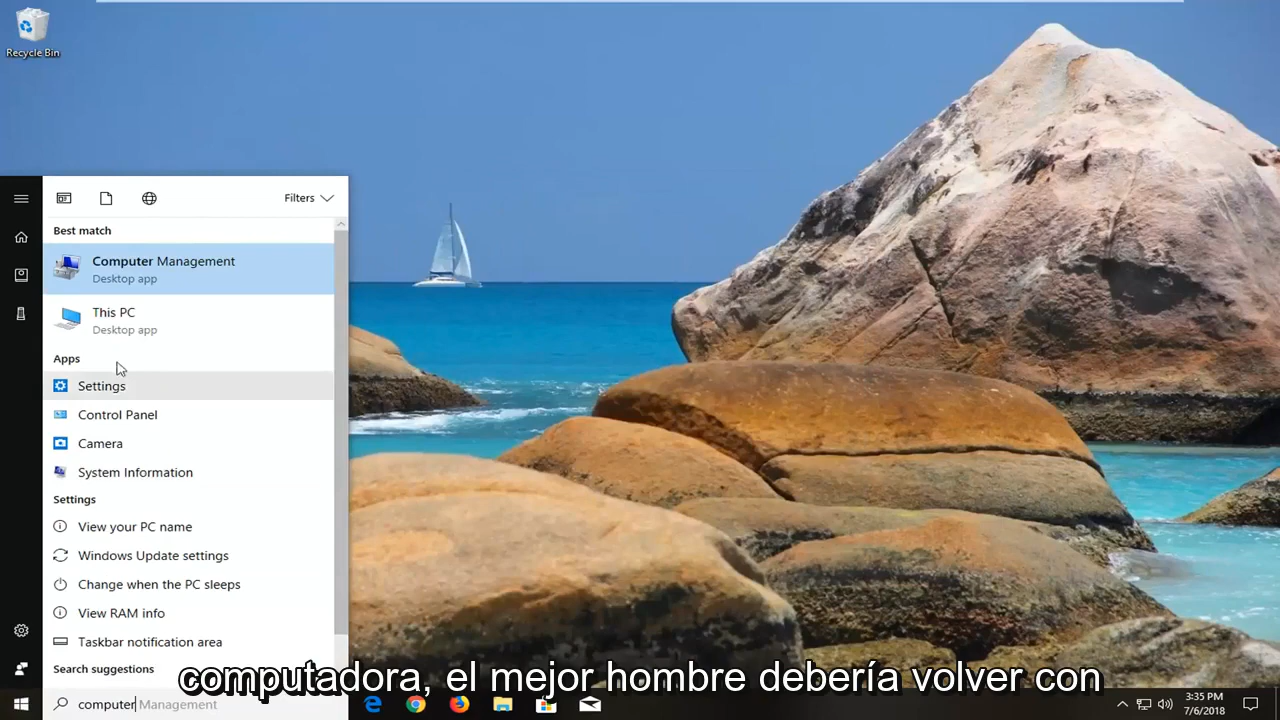 Recycle Bin
Filters
Best match
Computer Management
Desktop app
This PC
Desktop app
Apps
Settings
Control Panel
Camera
System Information
Settings
View your PC name
Windows Update settings
Change when the PC sleeps
View RAM info
Taskbar notification area
Search suggestions
computadora, el mejor hombre debería volver con
computer Management
3:35 PM
7/6/2018